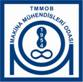 TMMOB
MAKİNA MÜHENDİSLERİ ODASI